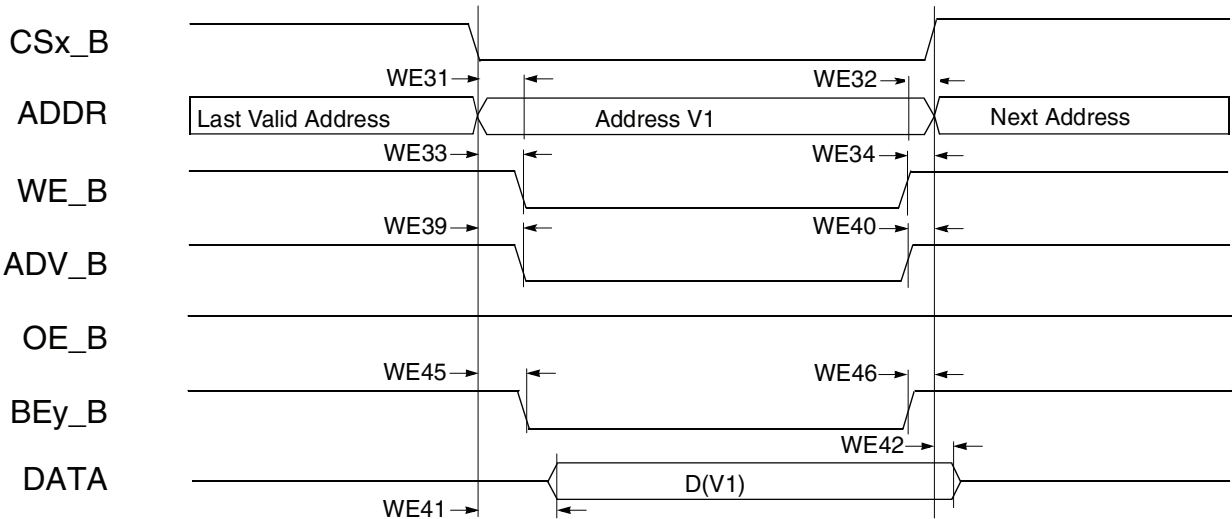 CSx_B
WE31
WE32
ADDR
Last Valid Address
Address V1
Next Address
WE33
WE34
WE_B
WE39
WE40
ADV_B
OE_B
WE45
WE46
BEy_B
WE42
DATA
D(V1)
WE41